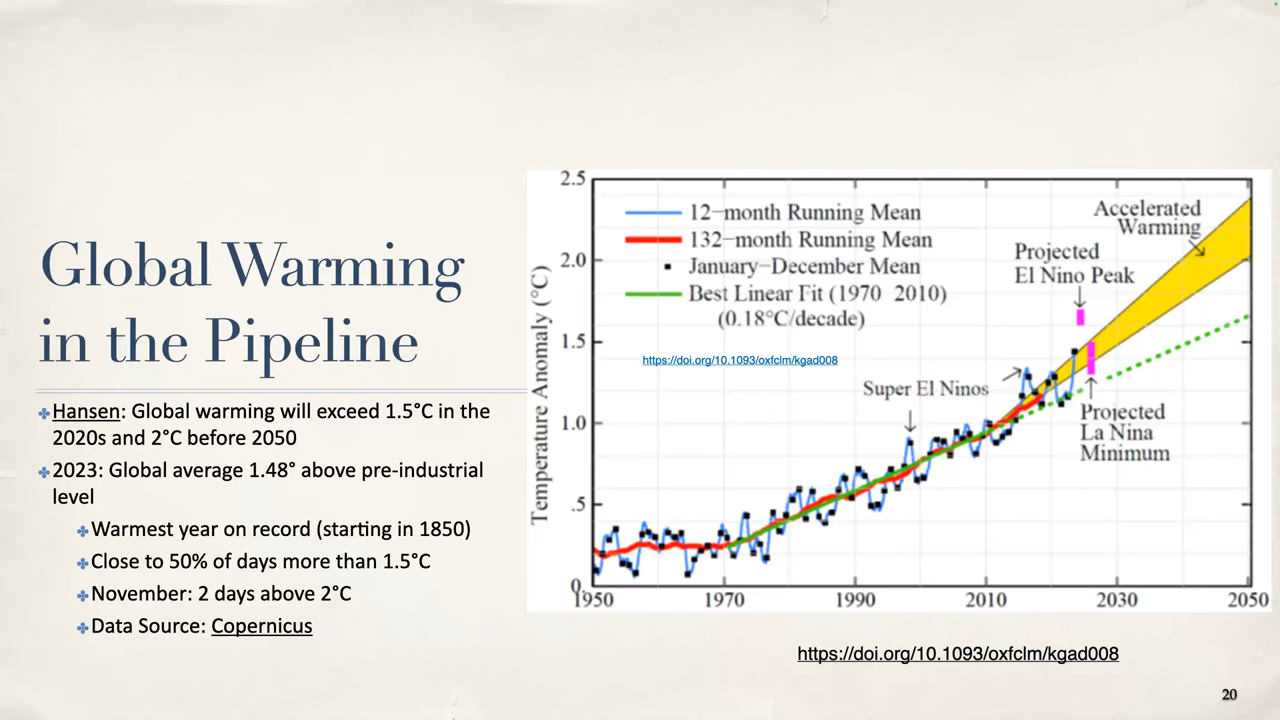 Global Warming
in the Pipeline
Hansen: Global warming will exceed 1.5°C in the
2020s and 2°C before 2050
2023: Global average 1.48° above pre-industrial
level
Warmest year on record (starting in 1850)
Close to 50% of days more than 1.5°C
November: 2 days above 2°C
Data Source: Copernicus
Temperature Anomaly (°C)
2.5
2.0
1.5
1.0
.5
0
1950
1970
1990
2010
2030
2050
12−month Running Mean
132−month Running Mean
January−December Mean
Best Linear Fit (1970 2010)
(0.18°C/decade)
https://doi.org/10.1093/oxfclm/kgad008
Super El Ninos
Accelerated
Warming
Projected
El Nino Peak
Projected
La Nina
Minimum
https://doi.org/10.1093/oxfclm/kgad008
20